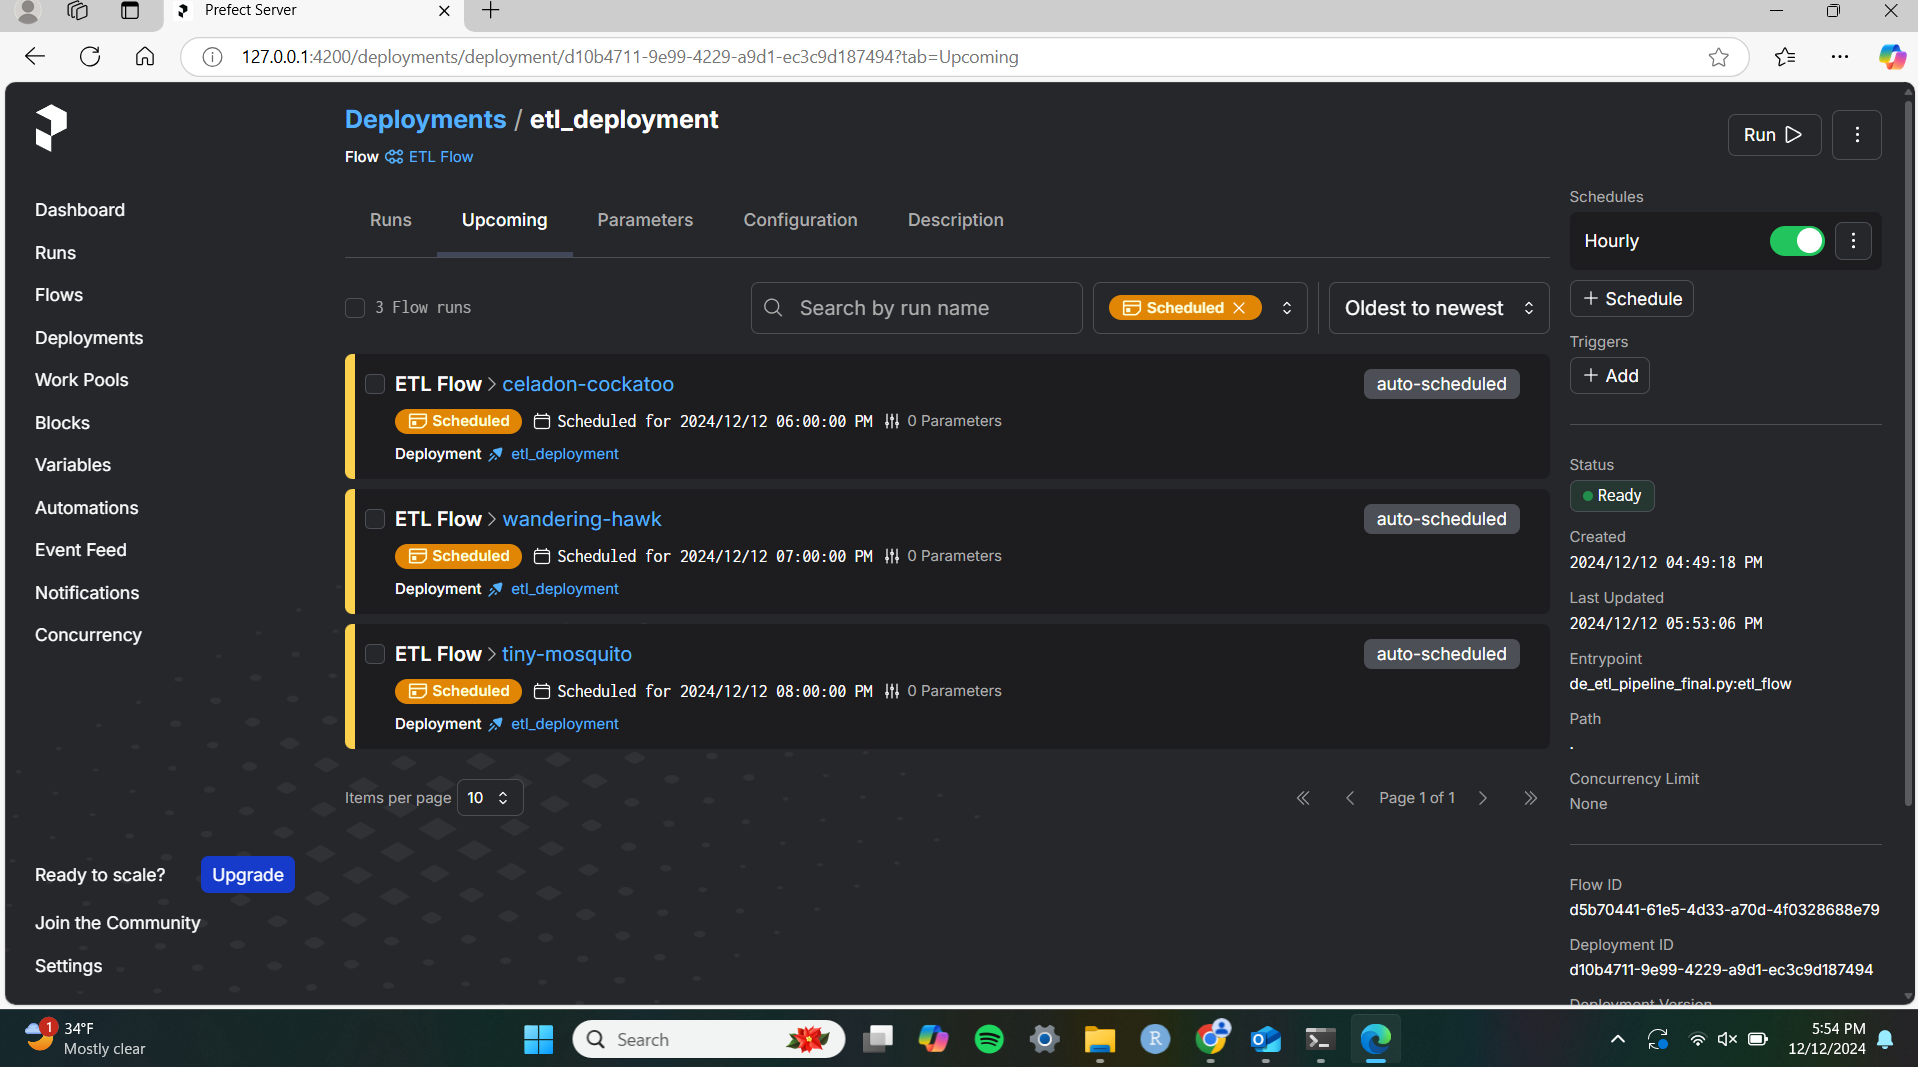 Prefect Server
127.0.0.1:4200/deployments/deployment/d10b4711-9e99-4229-a9d1-ec3c9d187494?tab=Upcoming
Deployments / etl_deployment
Flow ETL Flow
Run
Dashboard
Runs
Flows
Deployments
Work Pools
Blocks
Variables
Automations
Event Feed
Notifications
Concurrency
Ready to scale? Upgrade
Join the Community
Settings
Runs Upcoming Parameters Configuration Description
3 Flow runs Search by run name Scheduled Oldest to newest
ETL Flow > celadon-cockatoo auto-scheduled
Scheduled Scheduled for 2024/12/12 06:00:00 PM 0 Parameters
Deployment etl_deployment
ETL Flow > wandering-hawk auto-scheduled
Scheduled Scheduled for 2024/12/12 07:00:00 PM 0 Parameters
Deployment etl_deployment
ETL Flow > tiny-mosquito auto-scheduled
Scheduled Scheduled for 2024/12/12 08:00:00 PM 0 Parameters
Deployment etl_deployment
Items per page 10 Page 1 of 1
Schedules
Hourly
+ Schedule
Triggers
+ Add
Status
Ready
Created
2024/12/12 04:49:18 PM
Last Updated
2024/12/12 05:53:06 PM
Entrypoint
de_etl_pipeline_final.py:etl_flow
Path
.
Concurrency Limit
None
Flow ID
d5b70441-61e5-4d33-a70d-4f0328688e79
Deployment ID
d10b4711-9e99-4229-a9d1-ec3c9d187494
Deployment Version
1
34°F
Mostly clear
Search
R
5:54 PM
12/12/2024